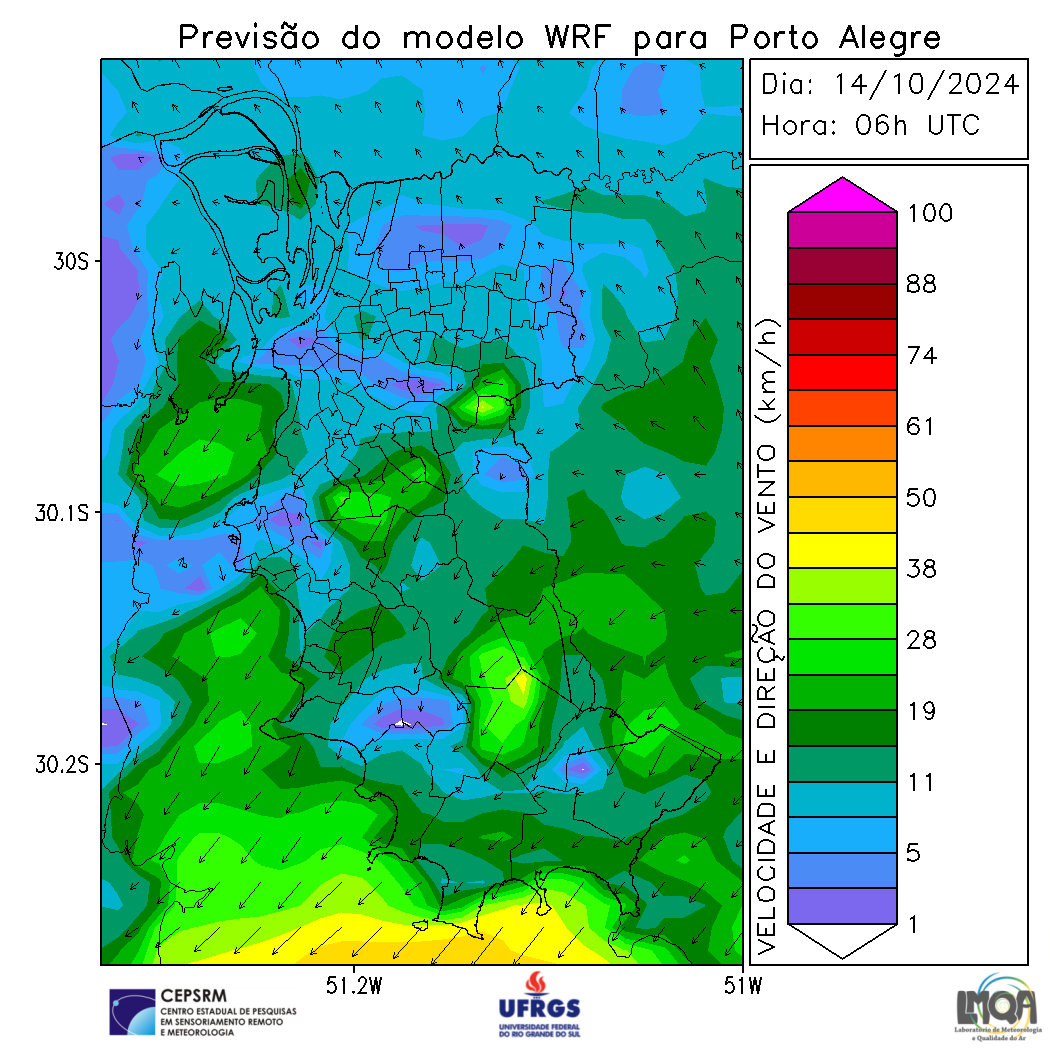 Previsão do modelo WRF para Porto Alegre
Dia: 14/10/2024
Hora: 06h UTC
30S
30.1S
30.2S
51.2W
51W
VELOCIDADE E DIREÇÃO DO VENTO (km/h)
100
88
74
61
50
38
28
19
11
5
1
CEPSRM
CENTRO ESTADUAL DE PESQUISAS
EM SENSORIAMENTO REMOTO
E METEOROLOGIA
UFRGS
UNIVERSIDADE FEDERAL
DO RIO GRANDE DO SUL
LMQA
Laboratório de Meteorologia
e Qualidade do Ar